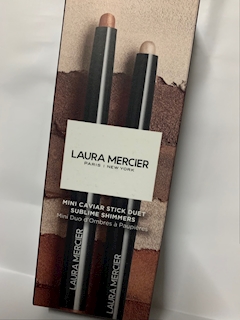 LAURA MERCIER
PARIS | NEW YORK
MINI CAVIAR STICK DUET
SUBLIME SHIMMERS
Mini Duo d'Ombres à Paupières
LAURA MERCIER
LAURA MERCIER